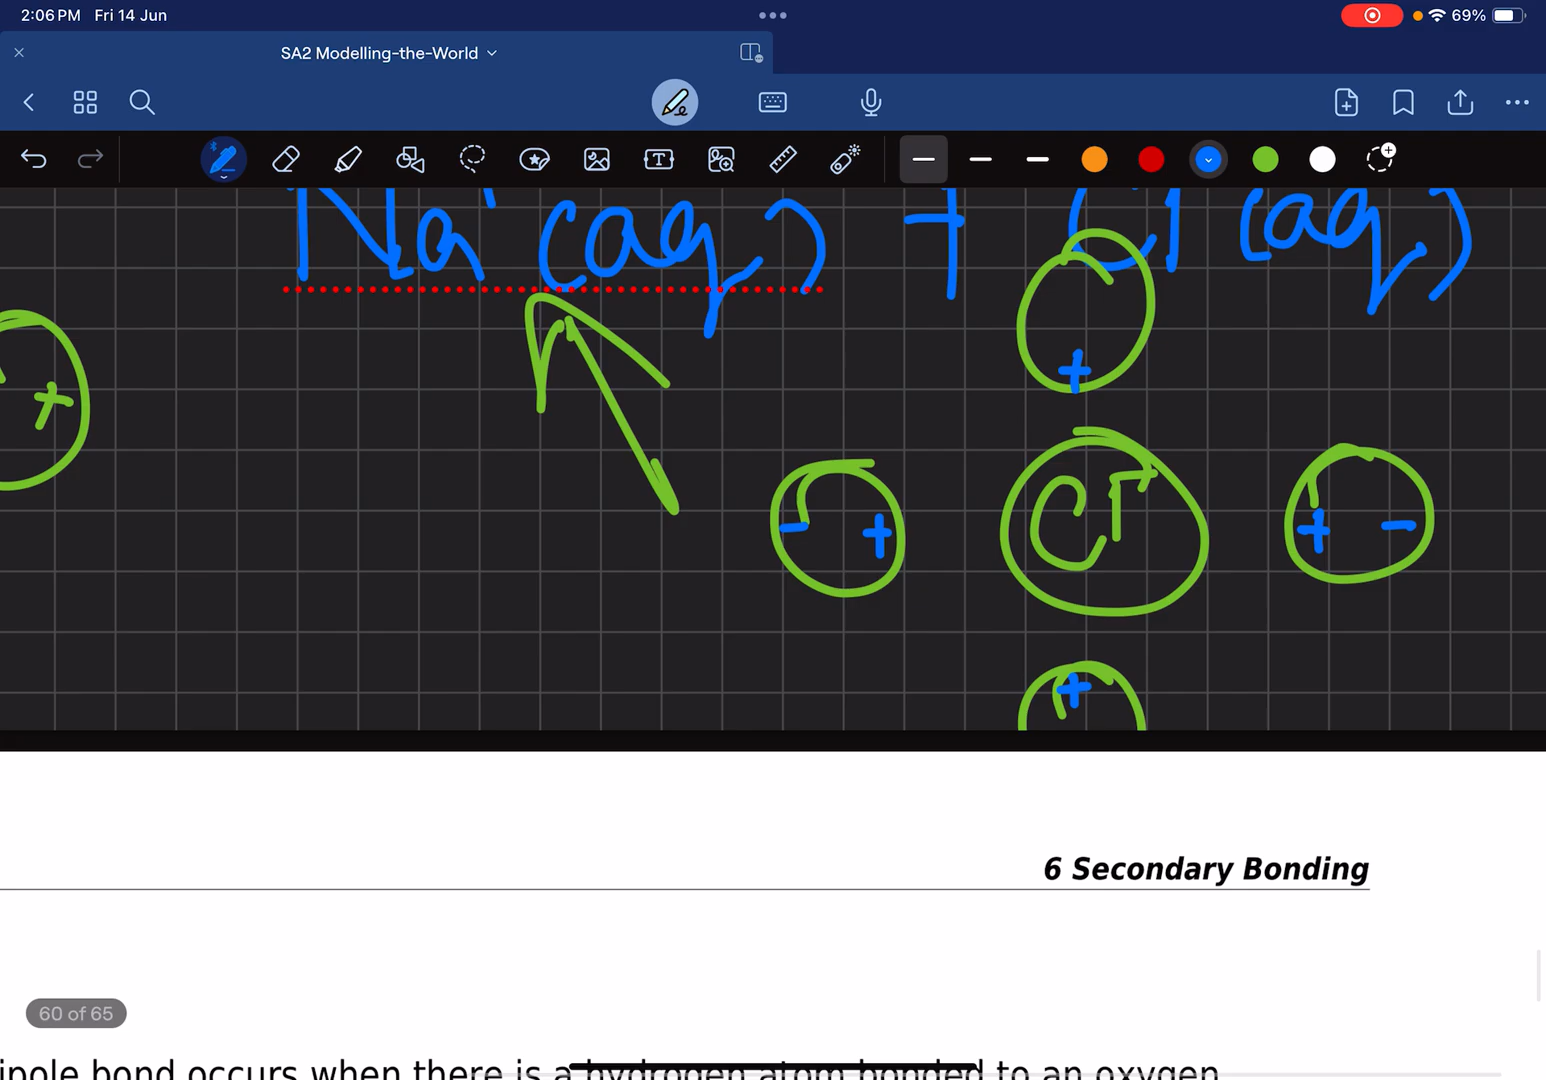 2:06 PM Fri 14 Jun
69%
SA2 Modelling-the-World
T
Na⁺(aq) + Cl(aq)
+
+
- +
Cl⁻
+ -
+
6 Secondary Bonding
60 of 65
ipole bond occurs when there is a hydrogen atom bonded to an oxygen